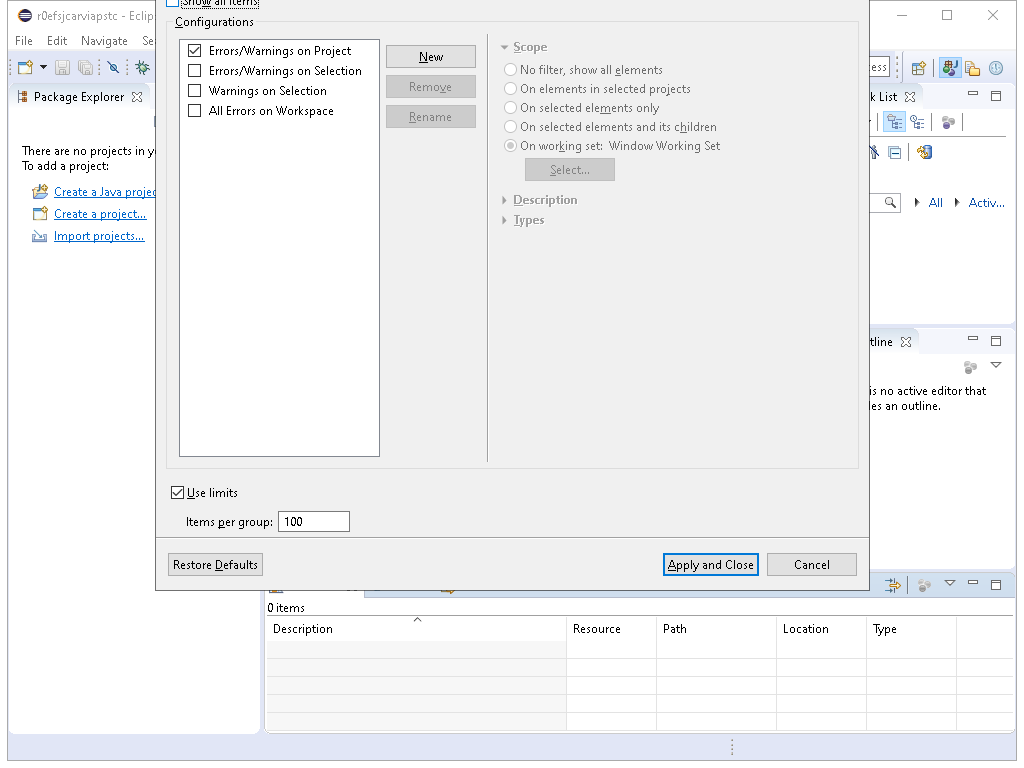 r0efsjcarviapstc - Eclip
Show all items
Configurations
File Edit Navigate Se
Errors/Warnings on Project
New
Scope
Errors/Warnings on Selection
No filter, show all elements
ess
Warnings on Selection
Remove
On elements in selected projects
Package Explorer
k List
All Errors on Workspace
Rename
On selected elements only
On selected elements and its children
There are no projects in y
On working set: Window Working Set
To add a project:
Select...
Create a Java projec
Description
All
Activ...
Create a project...
Types
Import projects...
tline
is no active editor that
les an outline.
Use limits
Items per group: 100
Restore Defaults
Apply and Close
Cancel
0 items
Description Resource Path Location Type